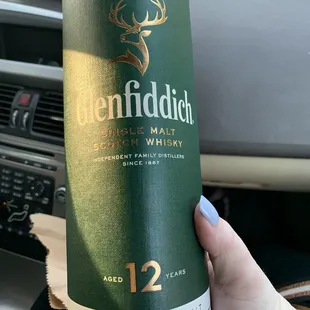 Glenfiddich
SINGLE MALT
SCOTCH WHISKY
INDEPENDENT FAMILY DISTILLERS
SINCE 1887
AGED 12 YEARS